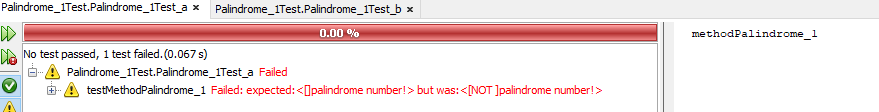 Palindrome_1Test.Palindrome_1Test_a × Palindrome_1Test.Palindrome_1Test_b ×
0.00 %
methodPalindrome_1
No test passed, 1 test failed.(0.067 s)
Palindrome_1Test.Palindrome_1Test_a Failed
testMethodPalindrome_1 Failed: expected:<[]palindrome number!> but was:<[NOT ]palindrome number!>